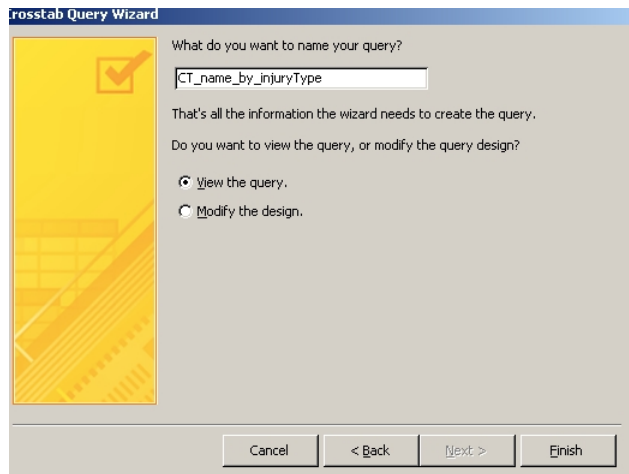 Crosstab Query Wizard
What do you want to name your query?
CT_name_by_injuryType
That's all the information the wizard needs to create the query.
Do you want to view the query, or modify the query design?
View the query.
Modify the design.
Cancel
< Back
Next >
Finish